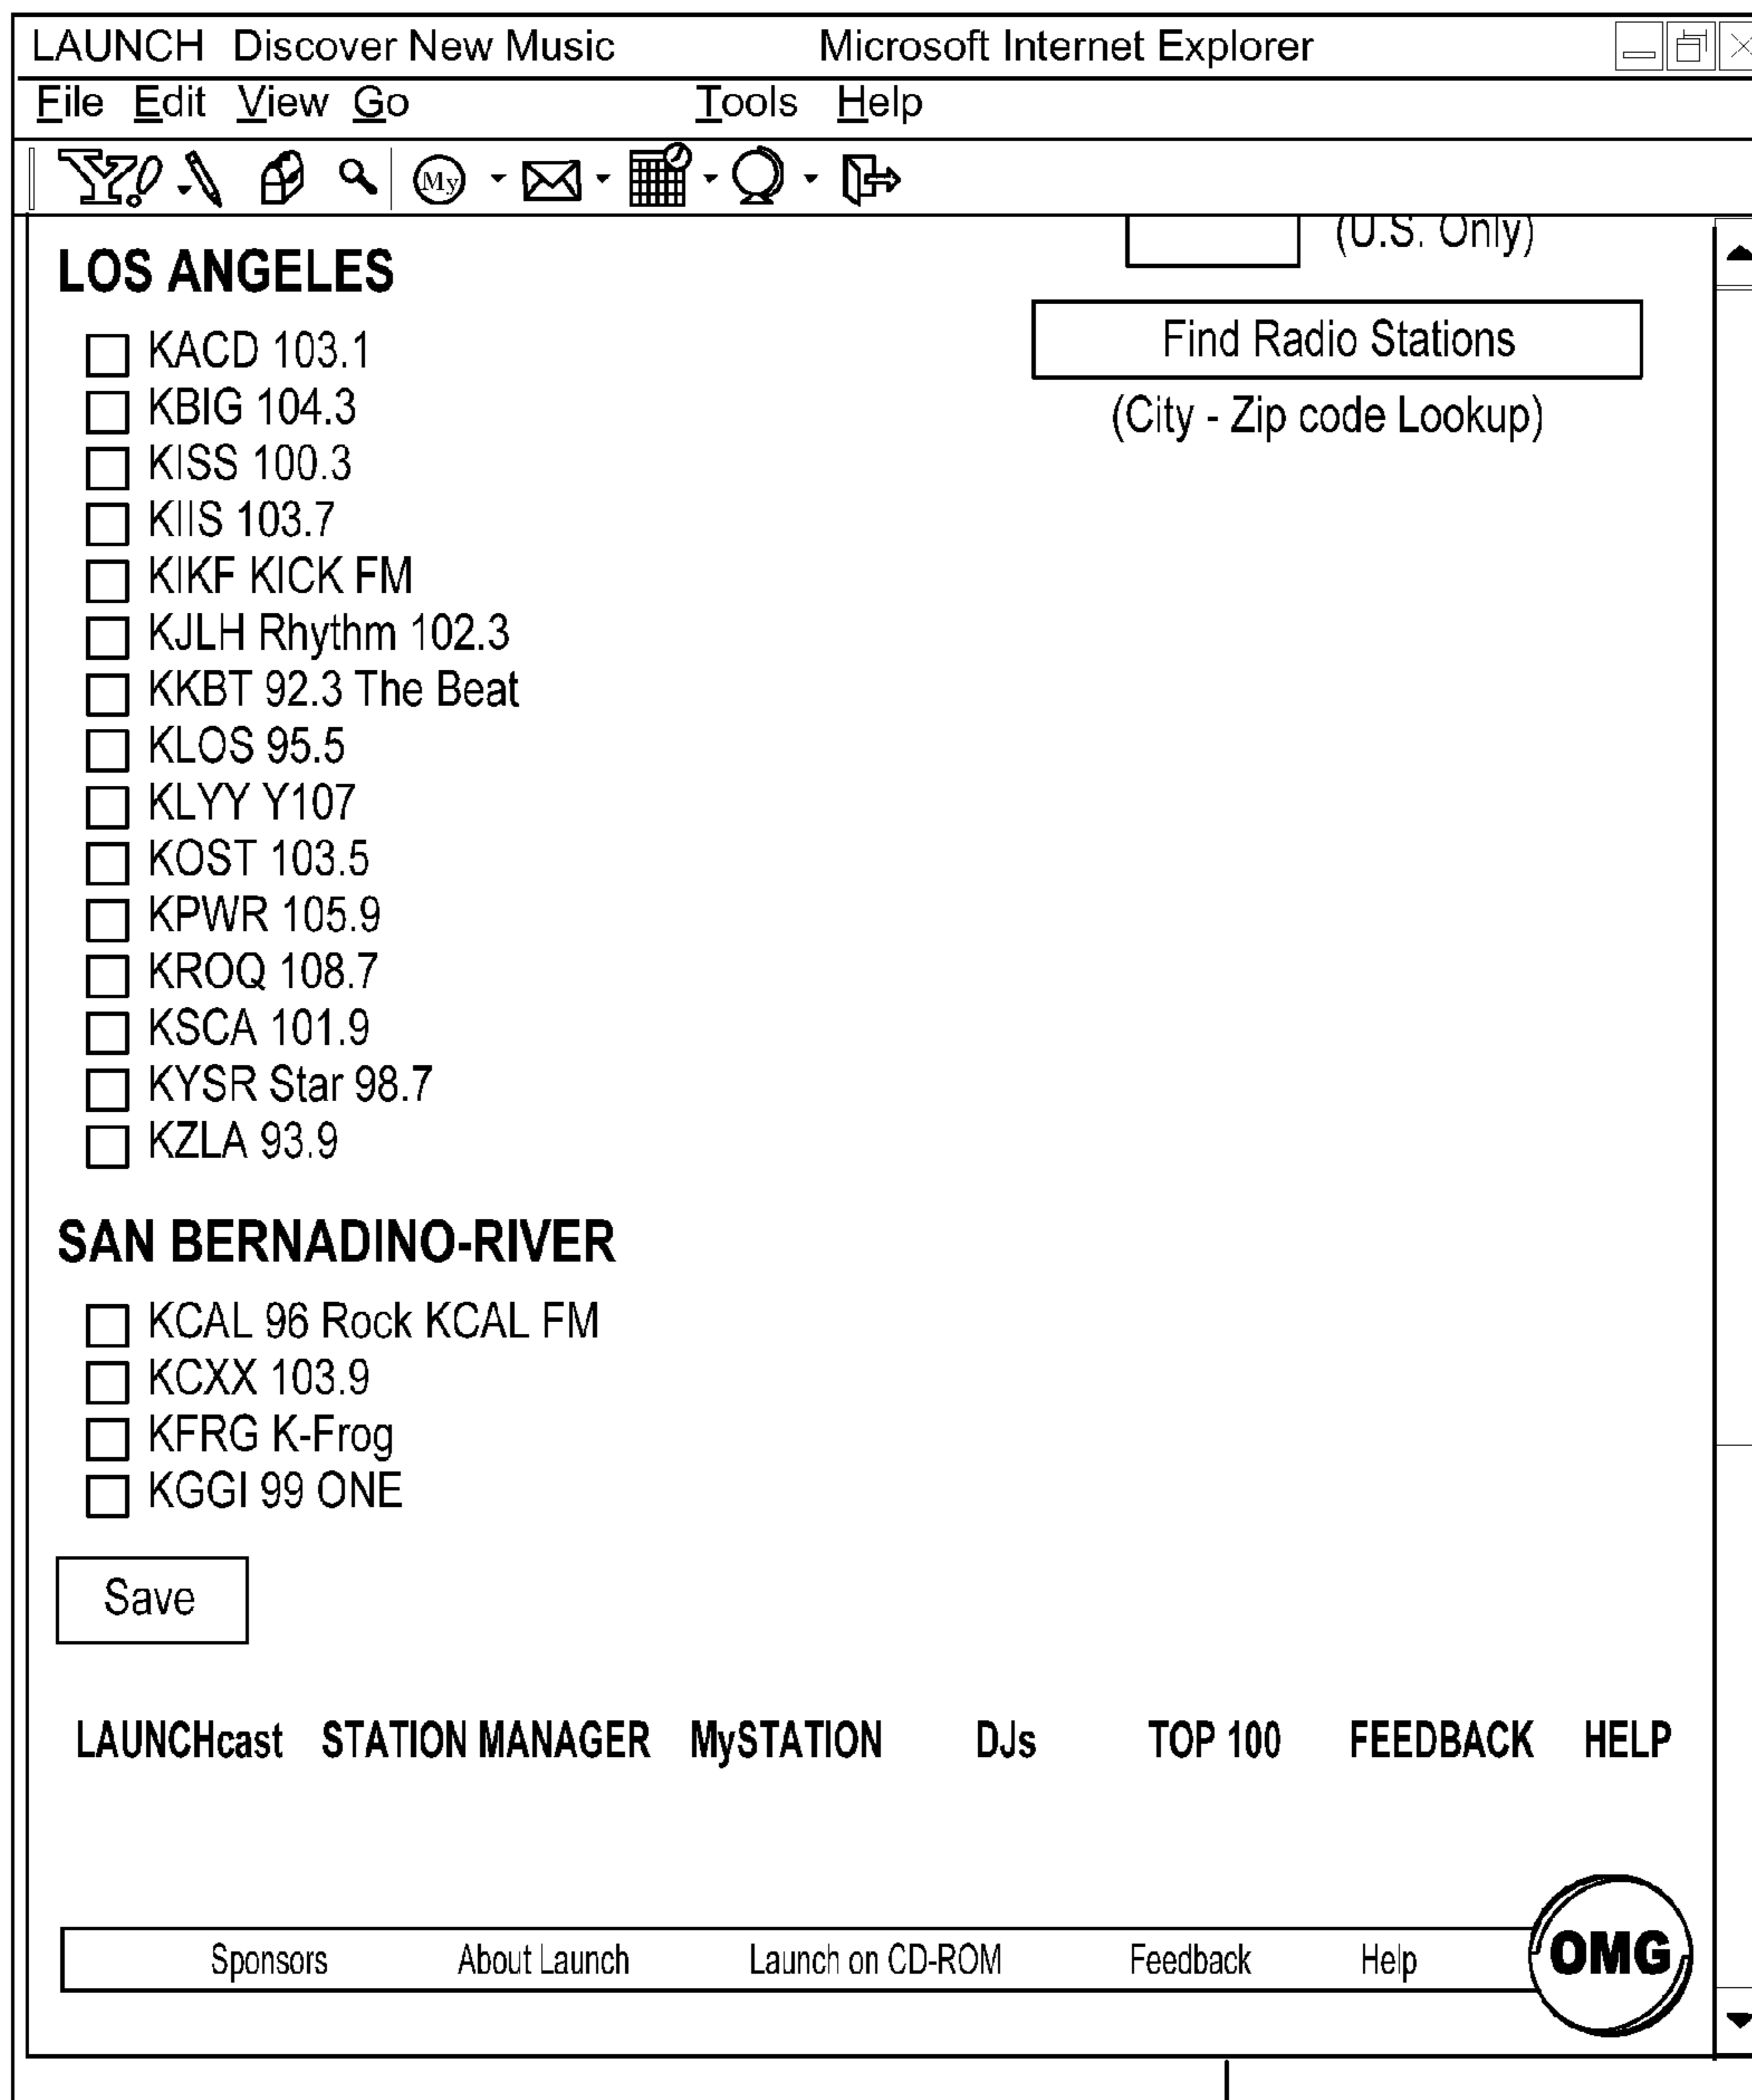 LAUNCH Discover New Music Microsoft Internet Explorer
File Edit View Go Tools Help
Y! My
(U.S. Only)
LOS ANGELES
Find Radio Stations
(City - Zip code Lookup)
KACD 103.1
KBIG 104.3
KISS 100.3
KIIS 103.7
KIKF KICK FM
KJLH Rhythm 102.3
KKBT 92.3 The Beat
KLOS 95.5
KLYY Y107
KOST 103.5
KPWR 105.9
KROQ 108.7
KSCA 101.9
KYSR Star 98.7
KZLA 93.9
SAN BERNADINO-RIVER
KCAL 96 Rock KCAL FM
KCXX 103.9
KFRG K-Frog
KGGI 99 ONE
Save
LAUNCHcast STATION MANAGER MySTATION DJs TOP 100 FEEDBACK HELP
Sponsors About Launch Launch on CD-ROM Feedback Help OMG